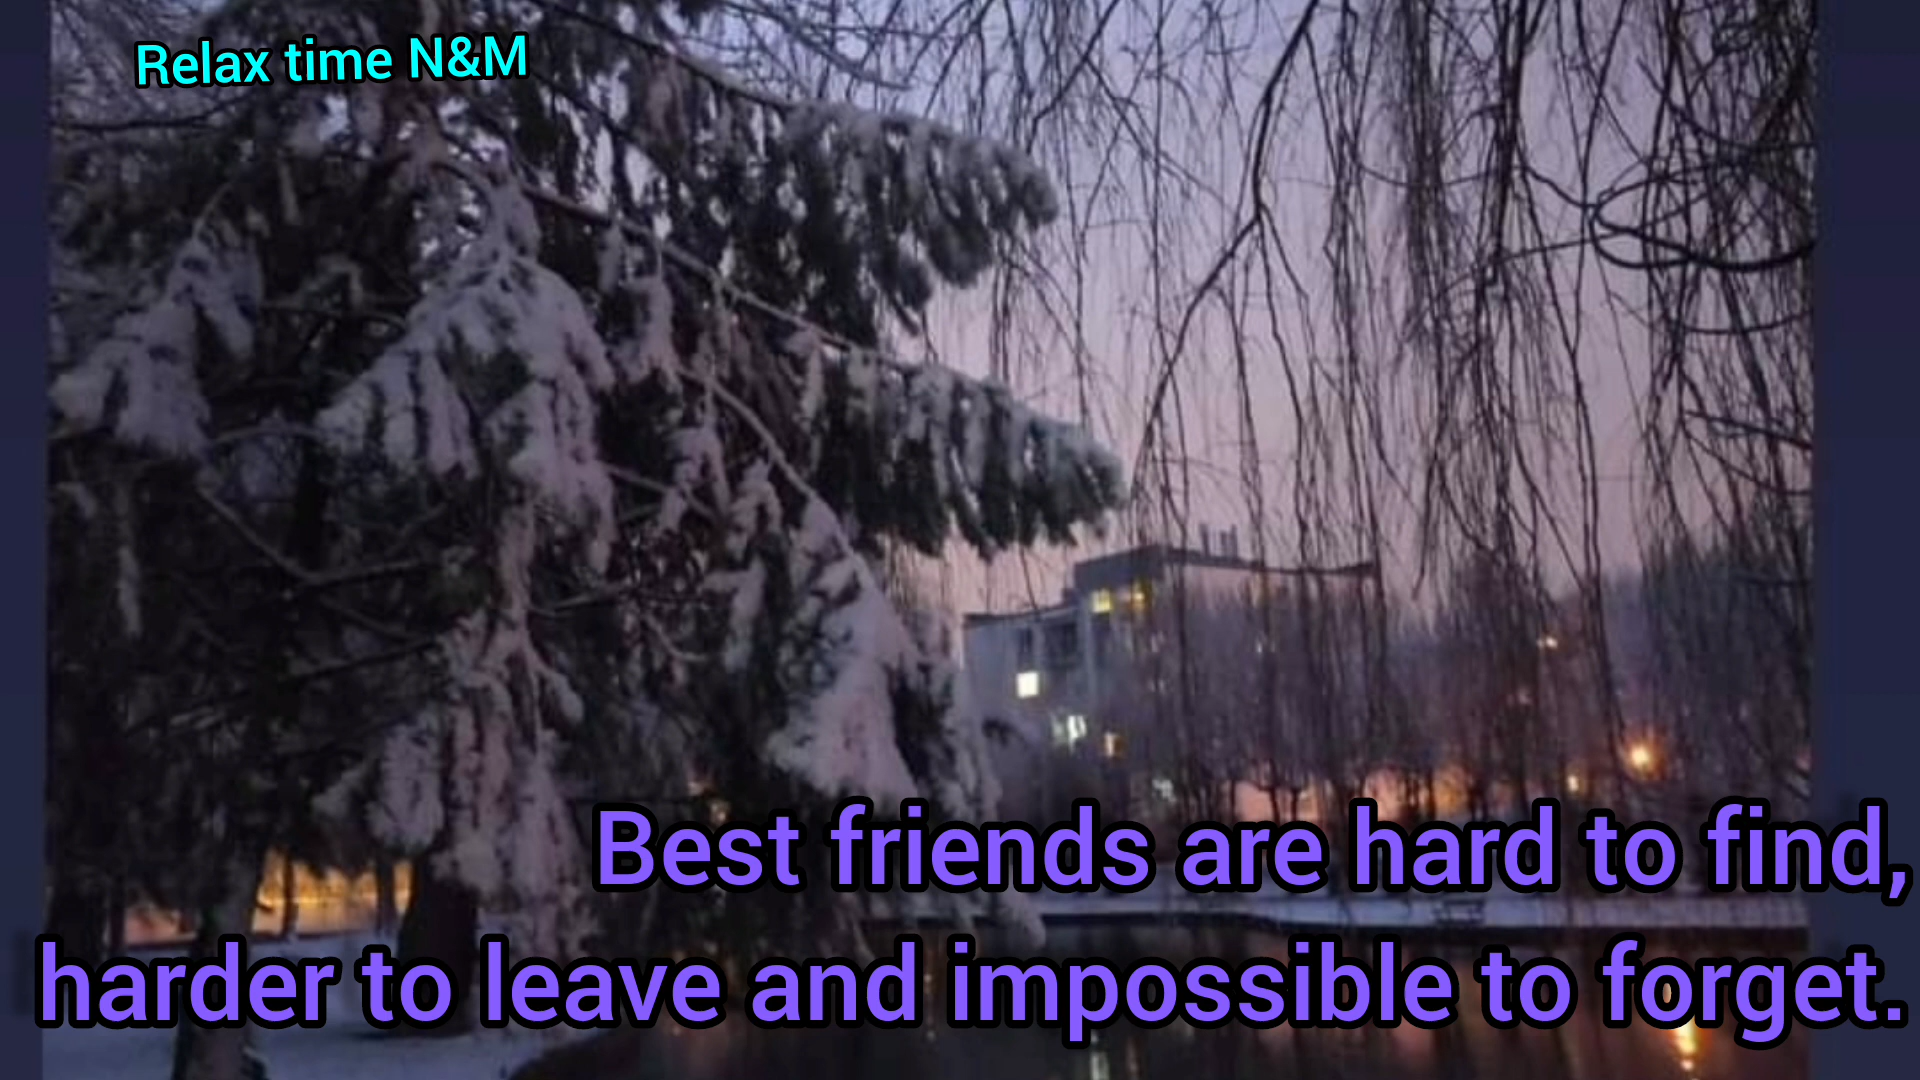 Relax time N&M
Best friends are hard to find,
harder to leave and impossible to forget.